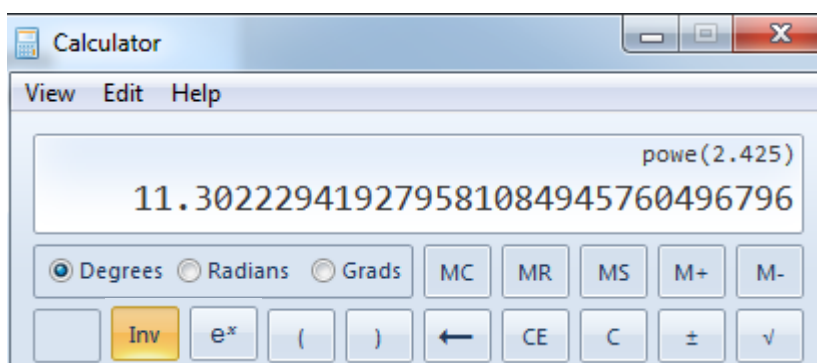 Calculator
View Edit Help
powe(2.425)
11.302229419279581084945760496796
Degrees Radians Grads MC MR MS M+ M-
Inv eˣ ( ) ← CE C ± √